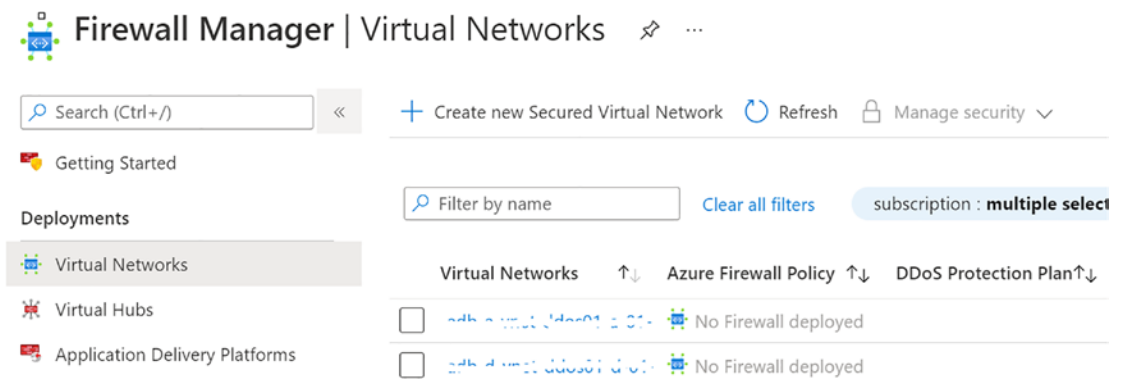 Firewall Manager | Virtual Networks ...
Search (Ctrl+/) «
Getting Started
Deployments
Virtual Networks
Virtual Hubs
Application Delivery Platforms
+ Create new Secured Virtual Network Refresh Manage security
Filter by name Clear all filters subscription : multiple select
Virtual Networks ↑↓ Azure Firewall Policy ↑↓ DDoS Protection Plan↑↓
No Firewall deployed
No Firewall deployed